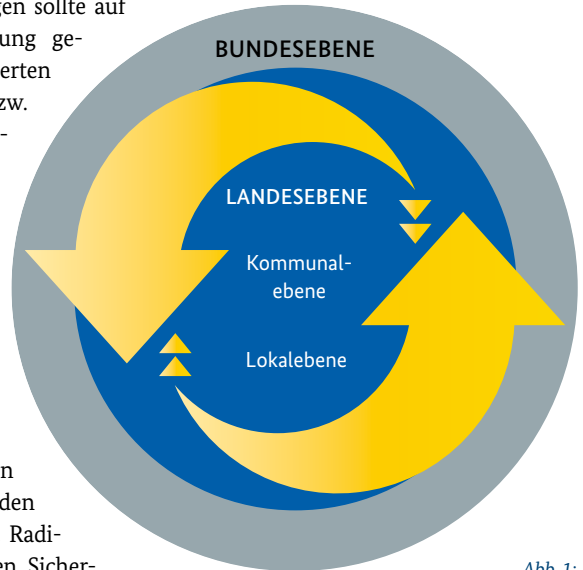 gen sollte auf
ung ge-
erten
zw.
-
BUNDESEBENE
LANDESEBENE
Kommunal-
ebene
Lokalebene
n
den
Radi-
en Sicher-
Abb. 1: